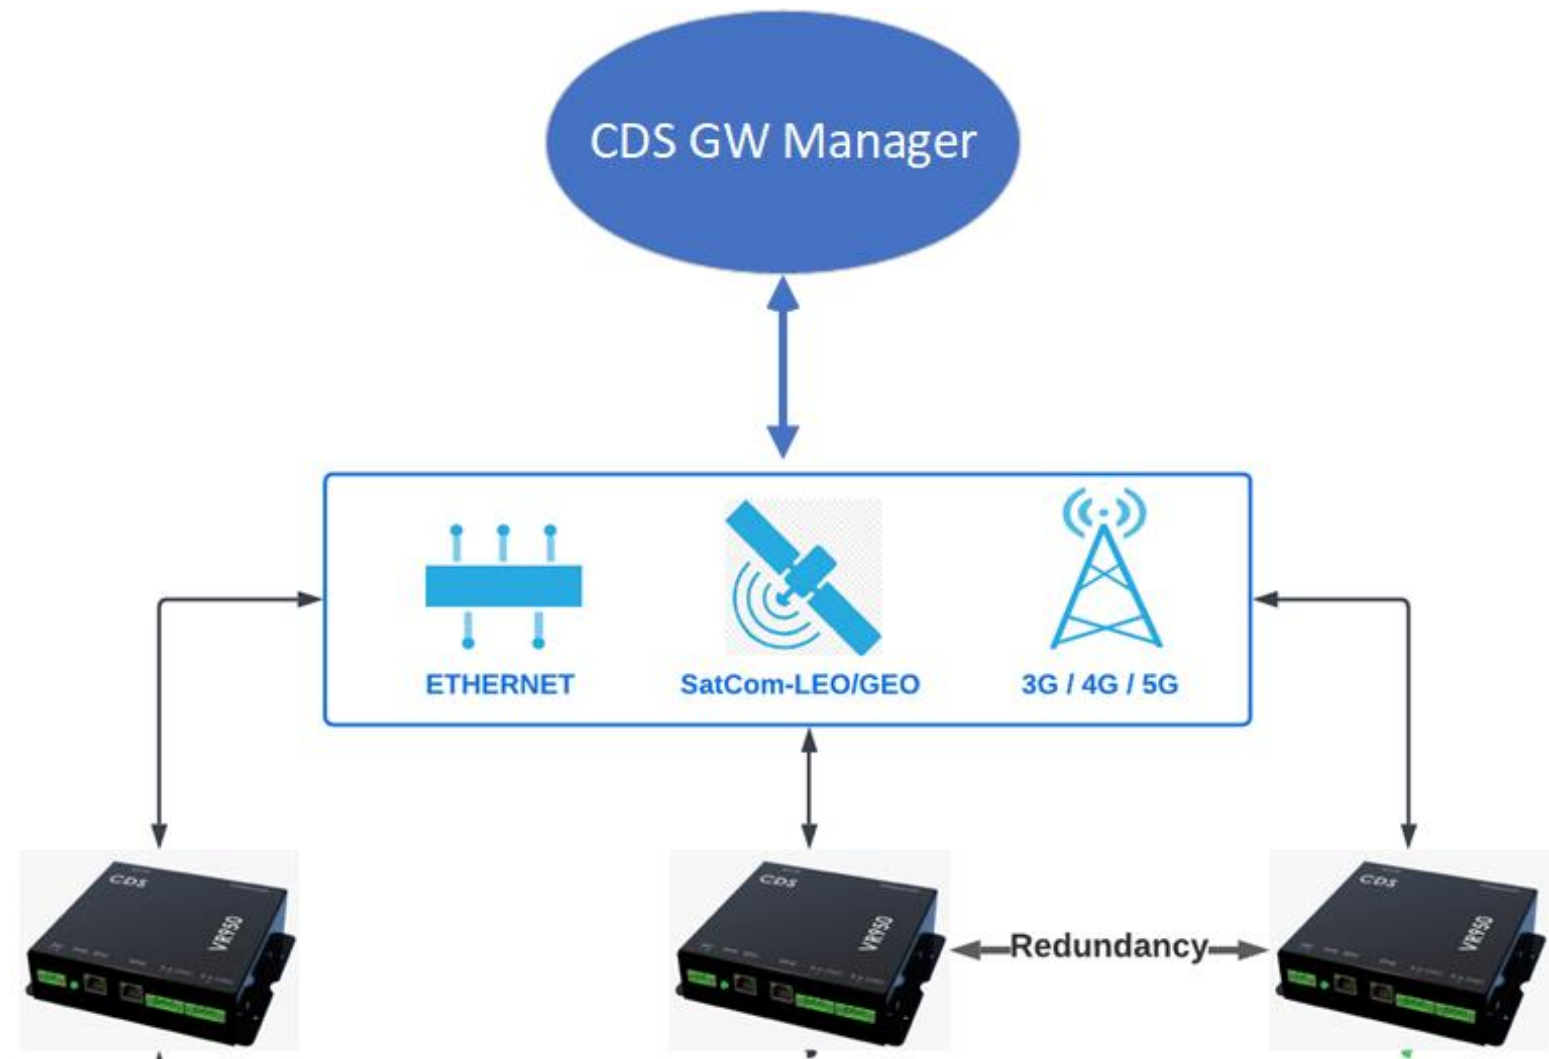 CDS GW Manager
ETHERNET
SatCom-LEO/GEO
3G / 4G / 5G
CDS
VR950
CDS
VR950
Redundancy
CDS
VR950